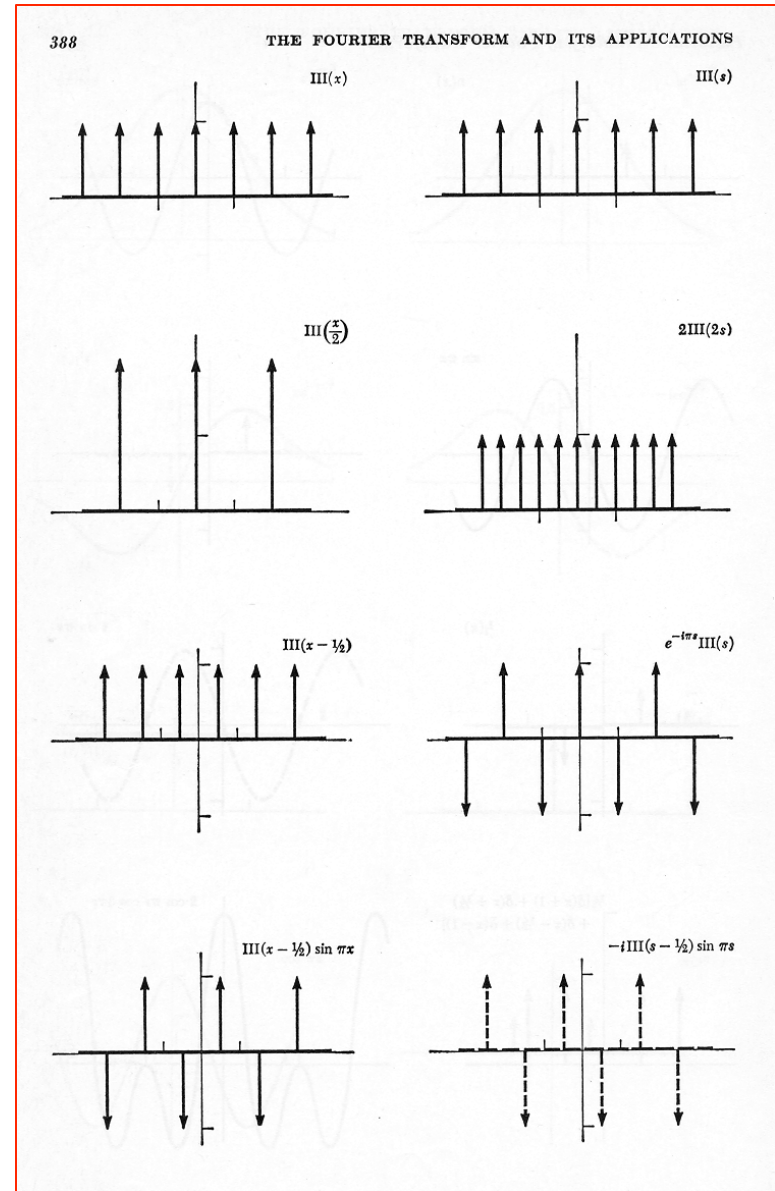 388 THE FOURIER TRANSFORM AND ITS APPLICATIONS
III(x) III(s)
III(x/2) 2III(2s)
III(x − ½) e^{−iπs}III(s)
III(x − ½) sin πx −iIII(s − ½) sin πs